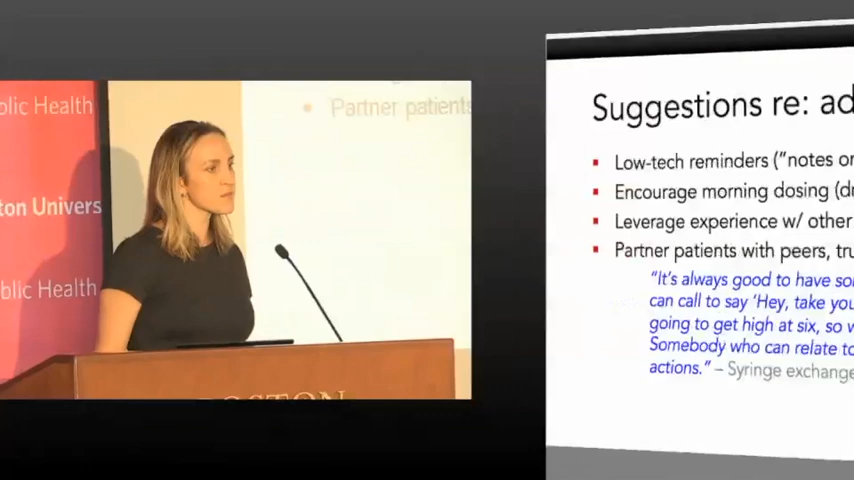 blic Health
ton Univers
blic Health
Partner patients
BOSTON
Suggestions re: ad
Low-tech reminders ("notes or
Encourage morning dosing (dr
Leverage experience w/ other
Partner patients with peers, tru
"It's always good to have so
can call to say 'Hey, take you
going to get high at six, so w
Somebody who can relate to
actions." – Syringe exchange